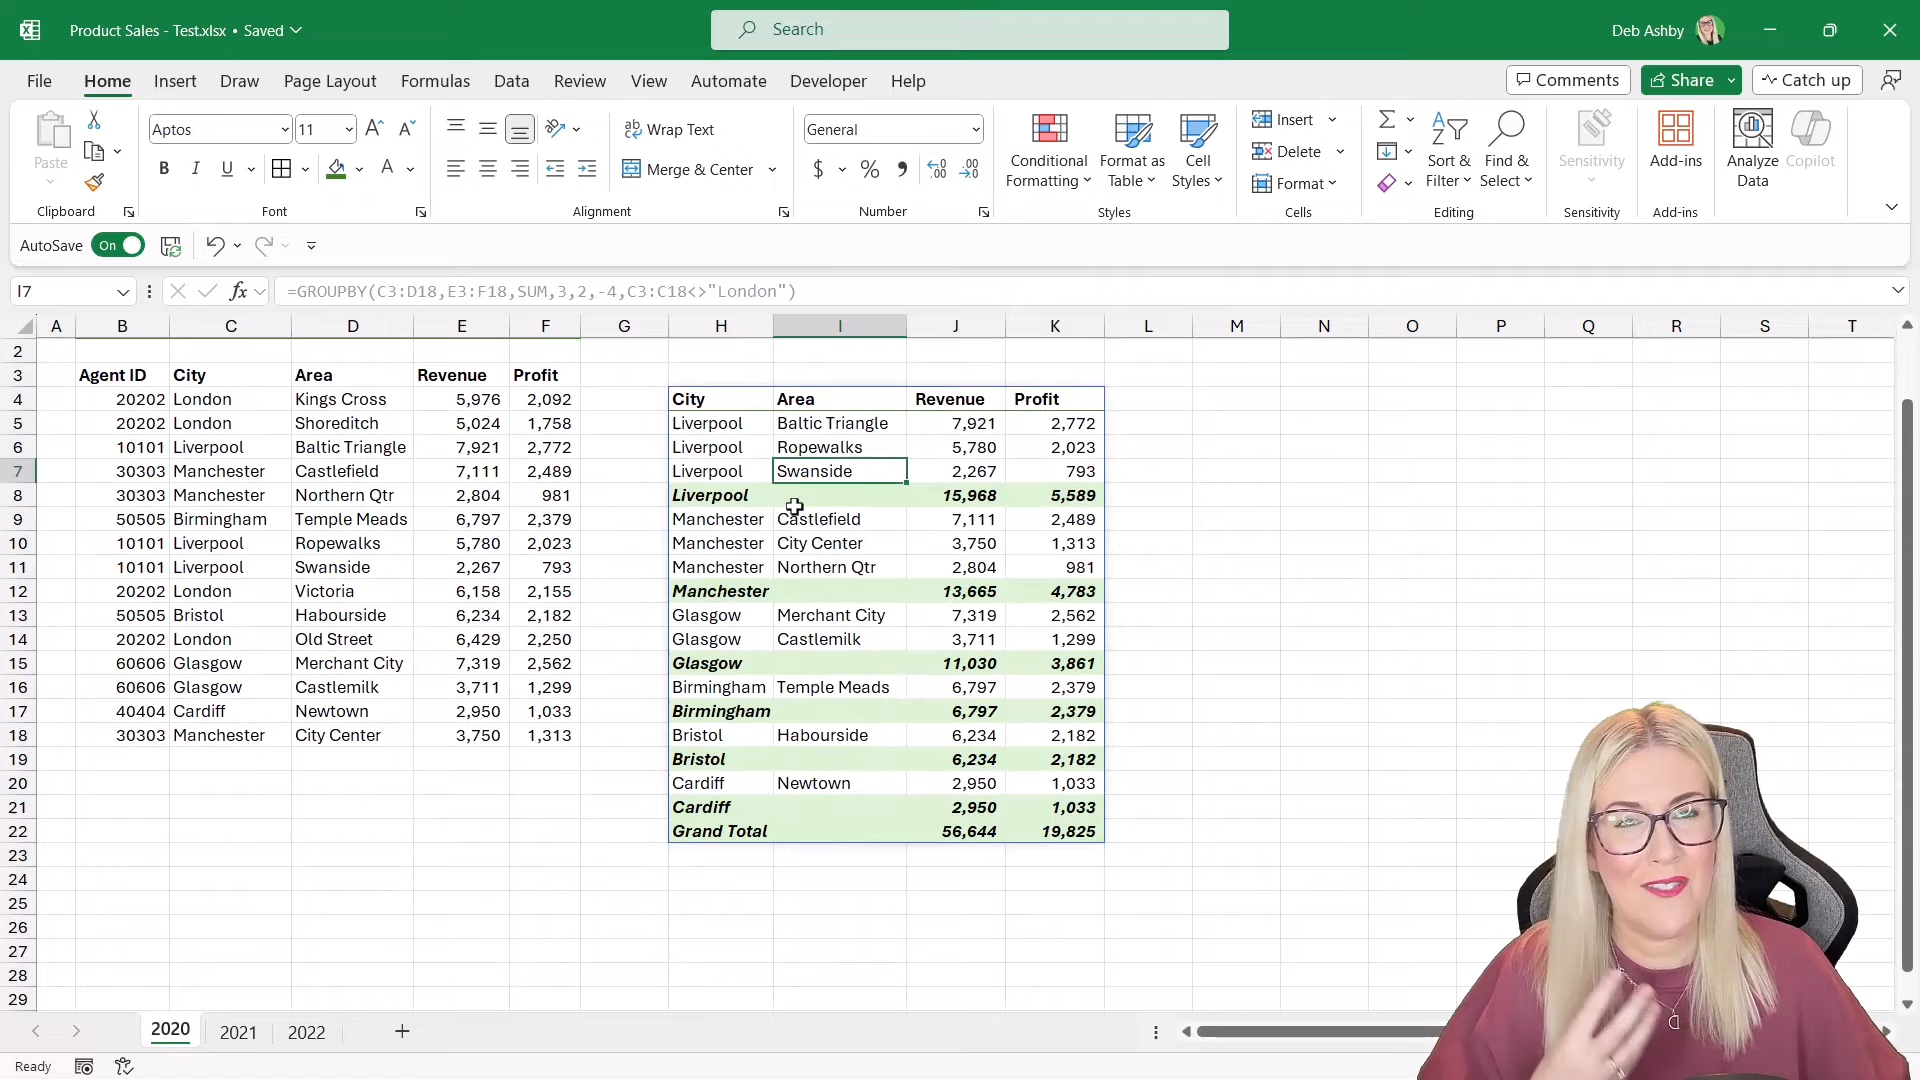 Product Sales - Test.xlsx • Saved
Search
Deb Ashby
File Home Insert Draw Page Layout Formulas Data Review View Automate Developer Help
Comments Share Catch up
Paste
Clipboard
Aptos 11
B I U A
Font
Wrap Text
Merge & Center
Alignment
General
$ % 9 .00 .00
Number
Conditional Formatting
Format as Table
Cell Styles
Styles
Insert
Delete
Format
Cells
Sort & Filter
Find & Select
Editing
Sensitivity
Sensitivity
Add-ins
Add-ins
Analyze Data
Copilot
AutoSave On
I7 fx =GROUPBY(C3:D18,E3:F18,SUM,3,2,-4,C3:C18<>"London")
A B C D E F G H I J K L M N O P Q R S T
2
3 Agent ID City Area Revenue Profit
4 20202 London Kings Cross 5,976 2,092 City Area Revenue Profit
5 20202 London Shoreditch 5,024 1,758 Liverpool Baltic Triangle 7,921 2,772
6 10101 Liverpool Baltic Triangle 7,921 2,772 Liverpool Ropewalks 5,780 2,023
7 30303 Manchester Castlefield 7,111 2,489 Liverpool Swanside 2,267 793
8 30303 Manchester Northern Qtr 2,804 981 Liverpool 15,968 5,589
9 50505 Birmingham Temple Meads 6,797 2,379 Manchester Castlefield 7,111 2,489
10 10101 Liverpool Ropewalks 5,780 2,023 Manchester City Center 3,750 1,313
11 10101 Liverpool Swanside 2,267 793 Manchester Northern Qtr 2,804 981
12 20202 London Victoria 6,158 2,155 Manchester 13,665 4,783
13 50505 Bristol Habourside 6,234 2,182 Glasgow Merchant City 7,319 2,562
14 20202 London Old Street 6,429 2,250 Glasgow Castlemilk 3,711 1,299
15 60606 Glasgow Merchant City 7,319 2,562 Glasgow 11,030 3,861
16 60606 Glasgow Castlemilk 3,711 1,299 Birmingham Temple Meads 6,797 2,379
17 40404 Cardiff Newtown 2,950 1,033 Birmingham 6,797 2,379
18 30303 Manchester City Center 3,750 1,313 Bristol Habourside 6,234 2,182
19 Bristol 6,234 2,182
20 Cardiff Newtown 2,950 1,033
21 Cardiff 2,950 1,033
22 Grand Total 56,644 19,825
23
24
25
26
27
28
29
2020 2021 2022
Ready